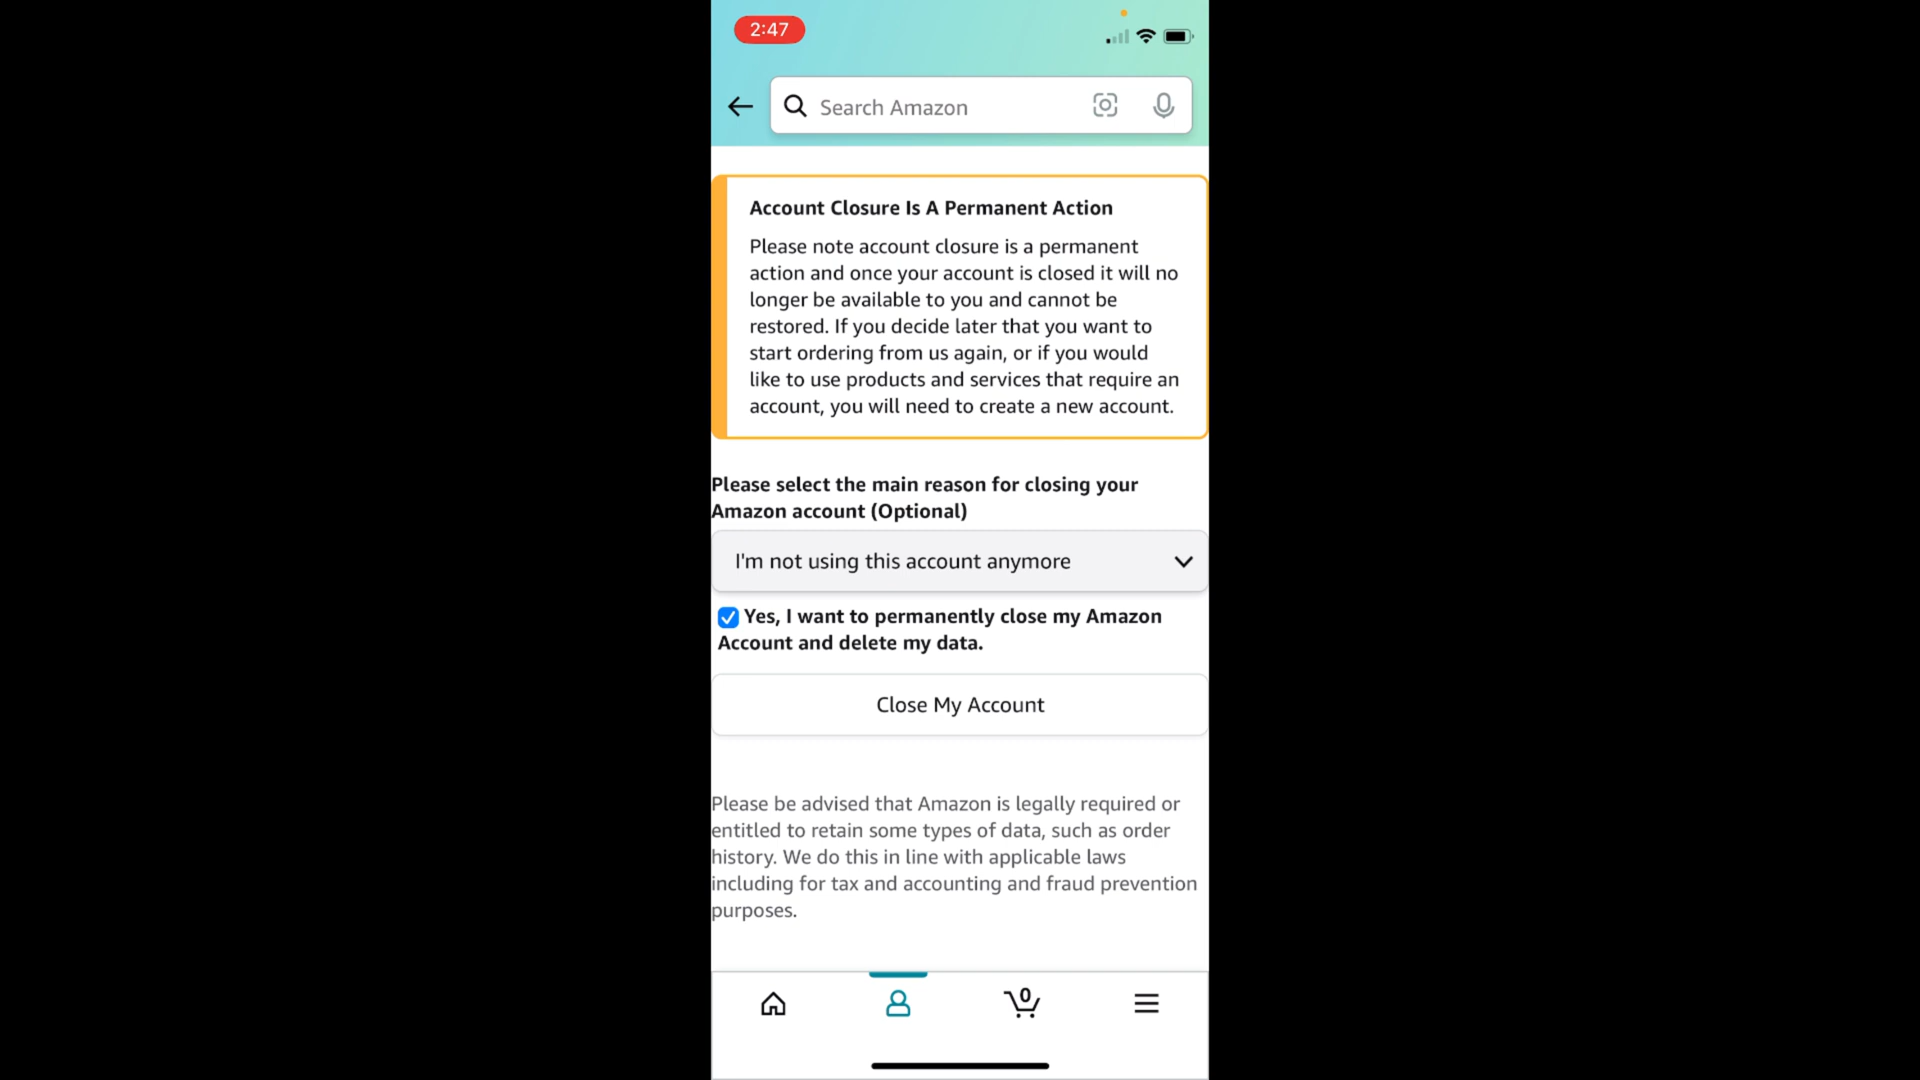 2:47
Search Amazon
Account Closure Is A Permanent Action
Please note account closure is a permanent
action and once your account is closed it will no
longer be available to you and cannot be
restored. If you decide later that you want to
start ordering from us again, or if you would
like to use products and services that require an
account, you will need to create a new account.
Please select the main reason for closing your
Amazon account (Optional)
I'm not using this account anymore
Yes, I want to permanently close my Amazon
Account and delete my data.
Close My Account
Please be advised that Amazon is legally required or
entitled to retain some types of data, such as order
history. We do this in line with applicable laws
including for tax and accounting and fraud prevention
purposes.
0